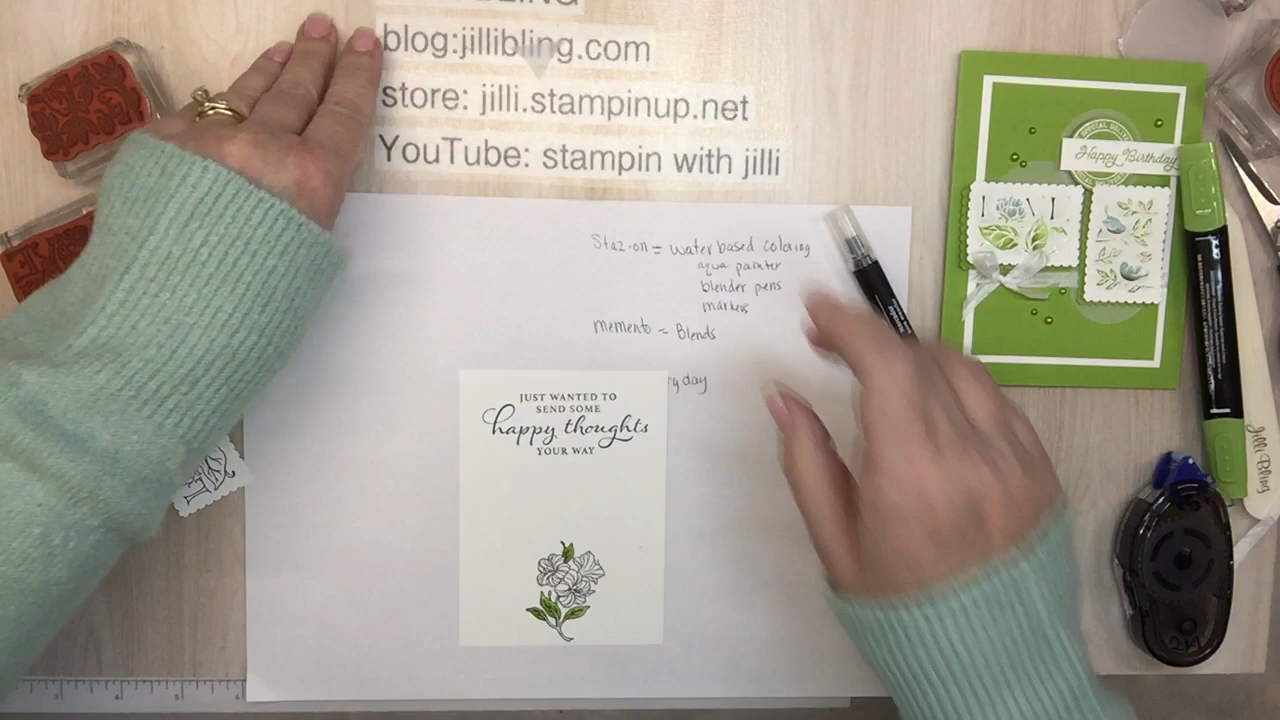 blog:jillibling.com
store: jilli.stampinup.net
YouTube: stampin with jilli
Staz-on = water based coloring
aqua painter
blender pens
markers
memento = Blends
day
JUST WANTED TO
SEND SOME
happy thoughts
YOUR WAY
SPECIAL
Happy Birthday
Jilli Bling